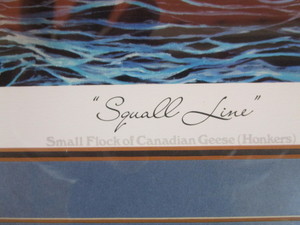 "Squall Line"
Small Flock of Canadian Geese (Honkers)